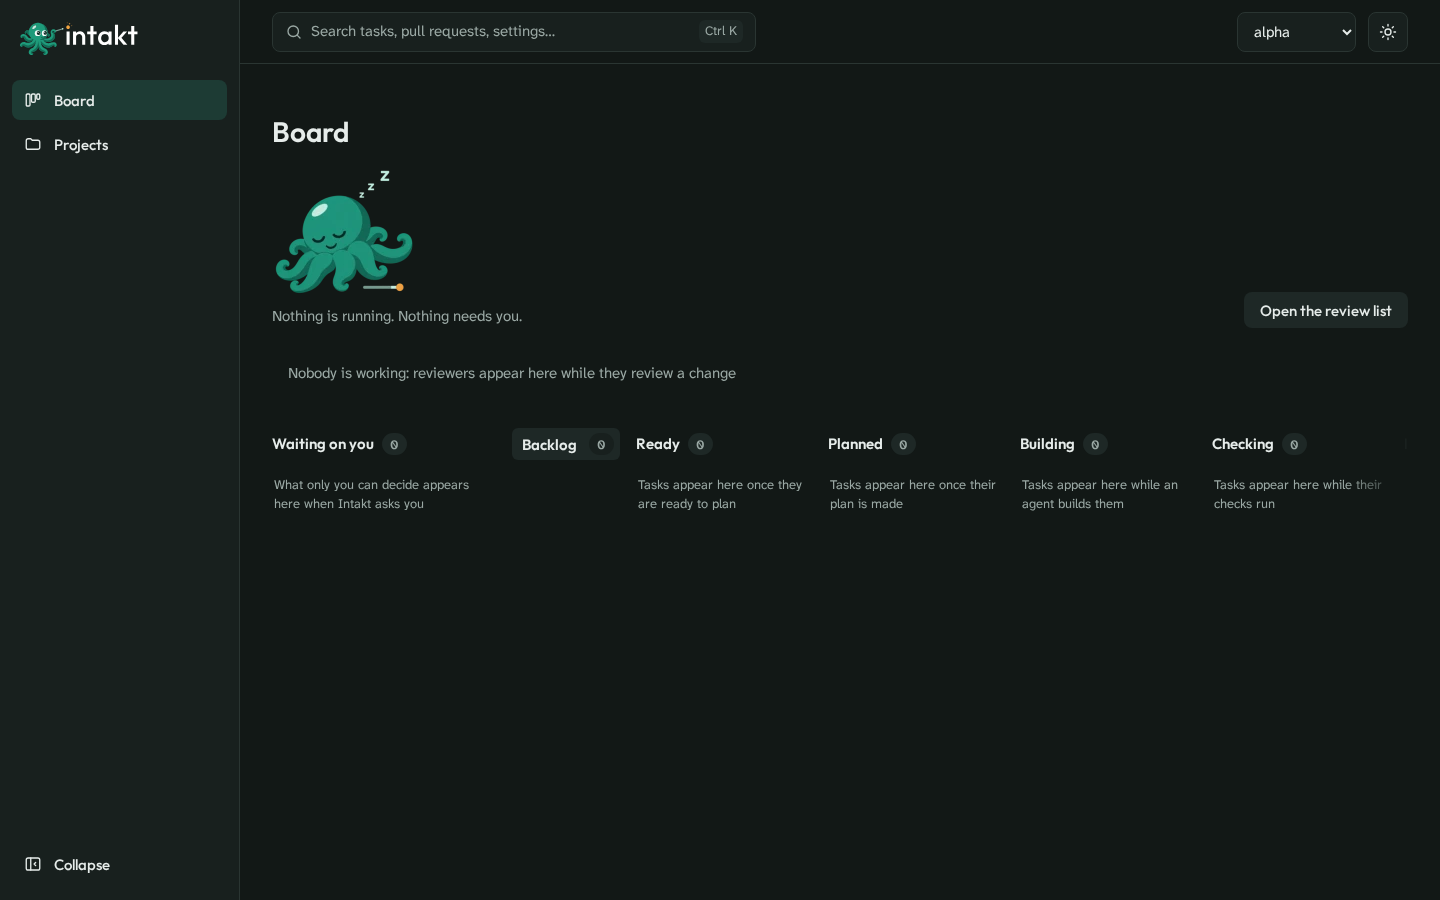 intakt
Search tasks, pull requests, settings...
Ctrl K
alpha
Board
Projects
Board
z z z
Nothing is running. Nothing needs you.
Open the review list
Nobody is working: reviewers appear here while they review a change
Waiting on you 0
Backlog 0
Ready 0
Planned 0
Building 0
Checking 0
What only you can decide appears
here when Intakt asks you
Tasks appear here once they
are ready to plan
Tasks appear here once their
plan is made
Tasks appear here while an
agent builds them
Tasks appear here while their
checks run
Collapse